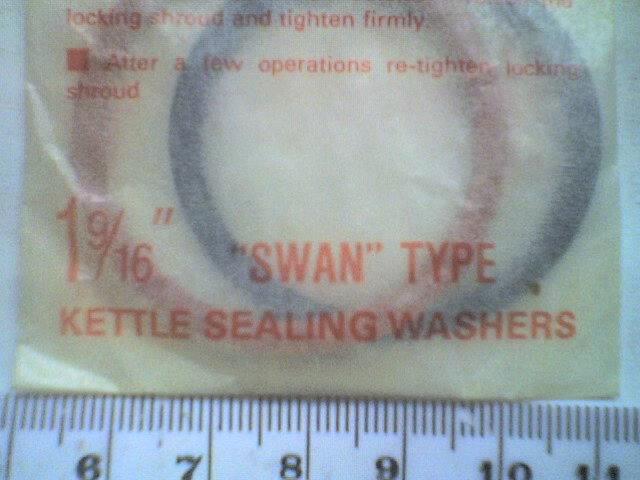 locking shroud and tighten firmly.
■ After a few operations re-tighten locking
shroud
1 9/16" "SWAN" TYPE
KETTLE SEALING WASHERS
6 7 8 9 10 11